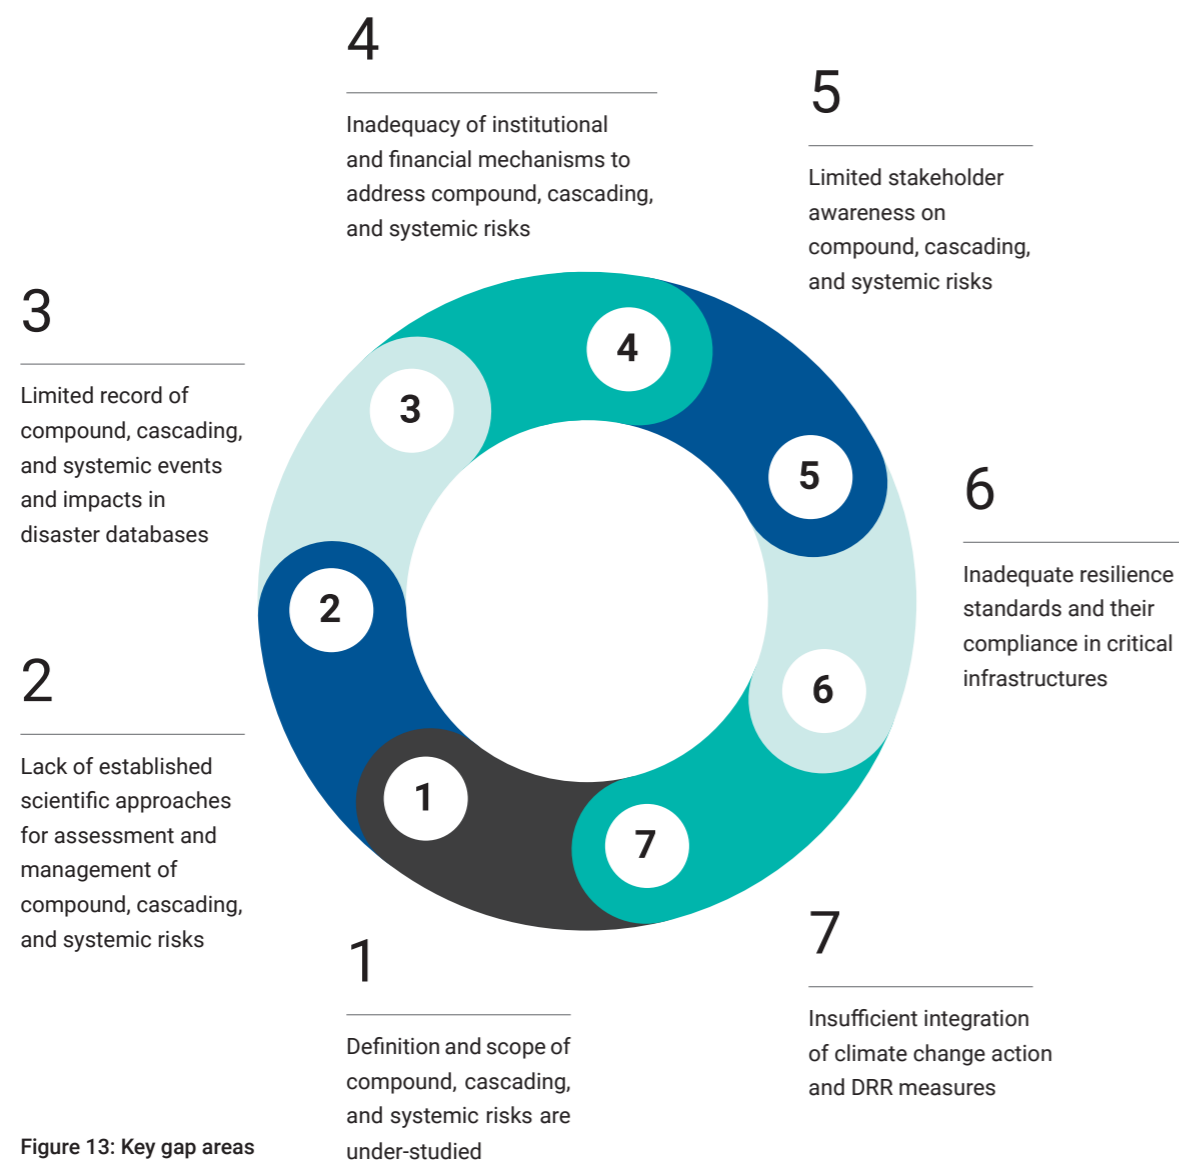 4
Inadequacy of institutional
and financial mechanisms to
address compound, cascading,
and systemic risks
5
Limited stakeholder
awareness on
compound, cascading,
and systemic risks
3
Limited record of
compound, cascading,
and systemic events
and impacts in
disaster databases
6
Inadequate resilience
standards and their
compliance in critical
infrastructures
2
Lack of established
scientific approaches
for assessment and
management of
compound, cascading,
and systemic risks
1
Definition and scope of
compound, cascading,
and systemic risks are
under-studied
7
Insufficient integration
of climate change action
and DRR measures
4
3
5
2
6
1
7
Figure 13: Key gap areas